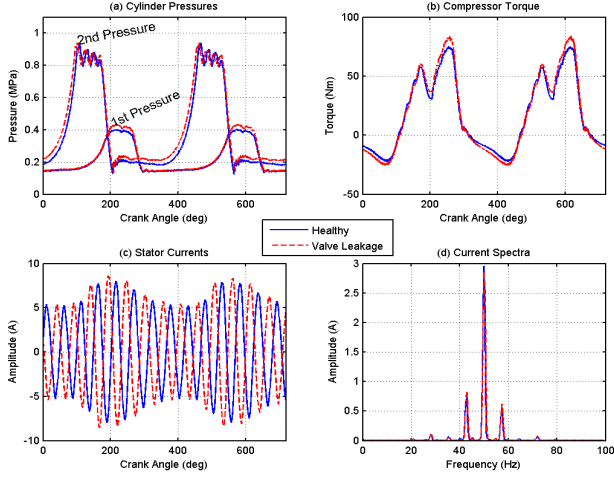 (a) Cylinder Pressures
2nd Pressure
1st Pressure
Pressure (MPa)
1
0.8
0.6
0.4
0.2
0
0 200 400 600
Crank Angle (deg)
(b) Compressor Torque
Torque (Nm)
100
50
0
-50
0 200 400 600
Crank Angle (deg)
Healthy
Valve Leakage
(c) Stator Currents
Amplitude (A)
10
5
0
-5
-10
0 200 400 600
Crank Angle (deg)
(d) Current Spectra
Amplitude (A)
3
2.5
2
1.5
1
0.5
0
0 20 40 60 80 100
Frequency (Hz)